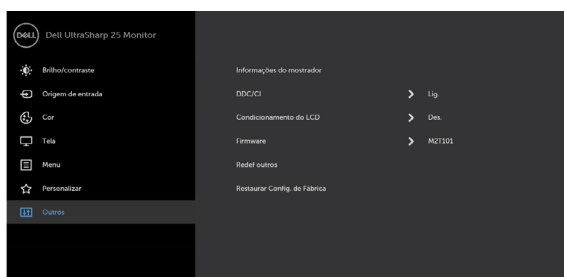 DELL Dell UltraSharp 25 Monitor
Brilho/contraste
Origem de entrada
Cor
Tela
Menu
Personalizar
Outros
Informações do mostrador
DDC/CI Lig.
Condicionamento do LCD Des.
Firmware M2T101
Redef outros
Restaurar Config. de Fábrica